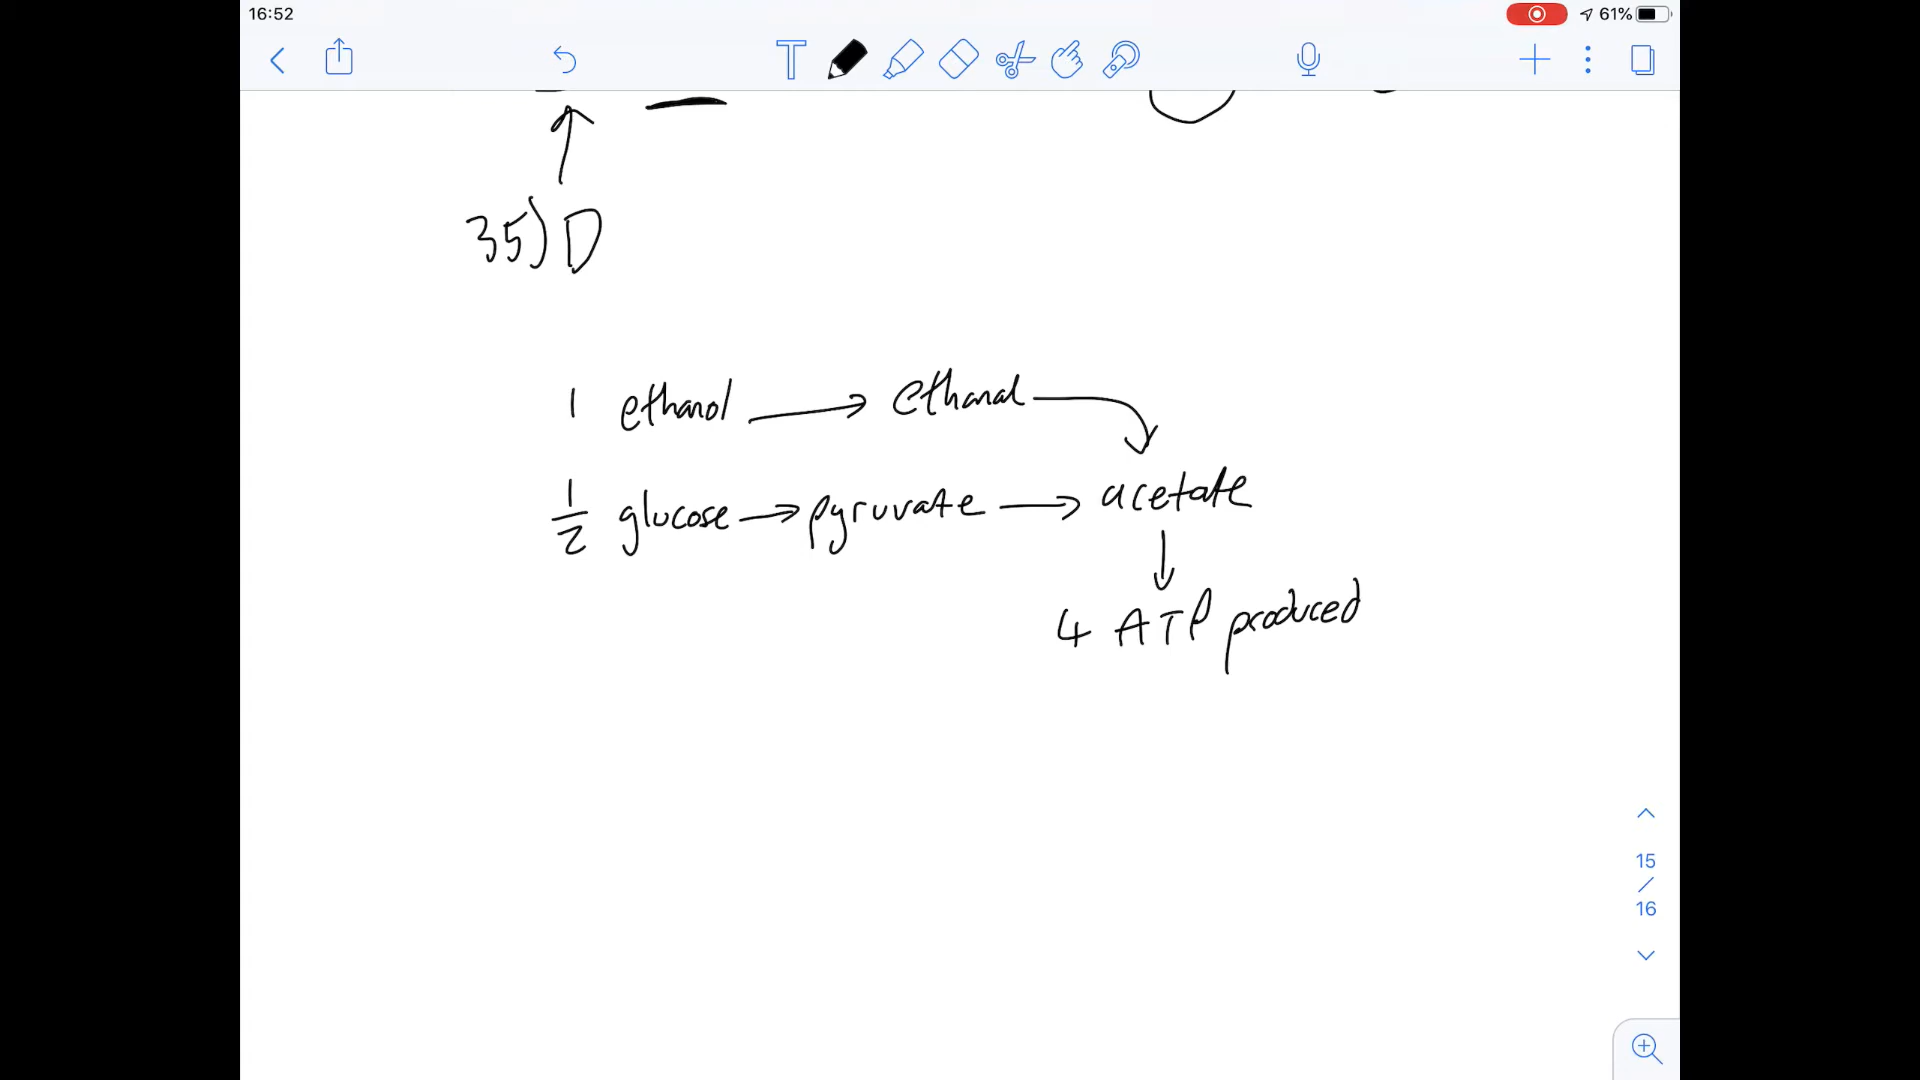 16:52
61%
T
35) D
1 ethanol → ethanal
1/2 glucose → pyruvate → acetate
4 ATP produced
15
/
16